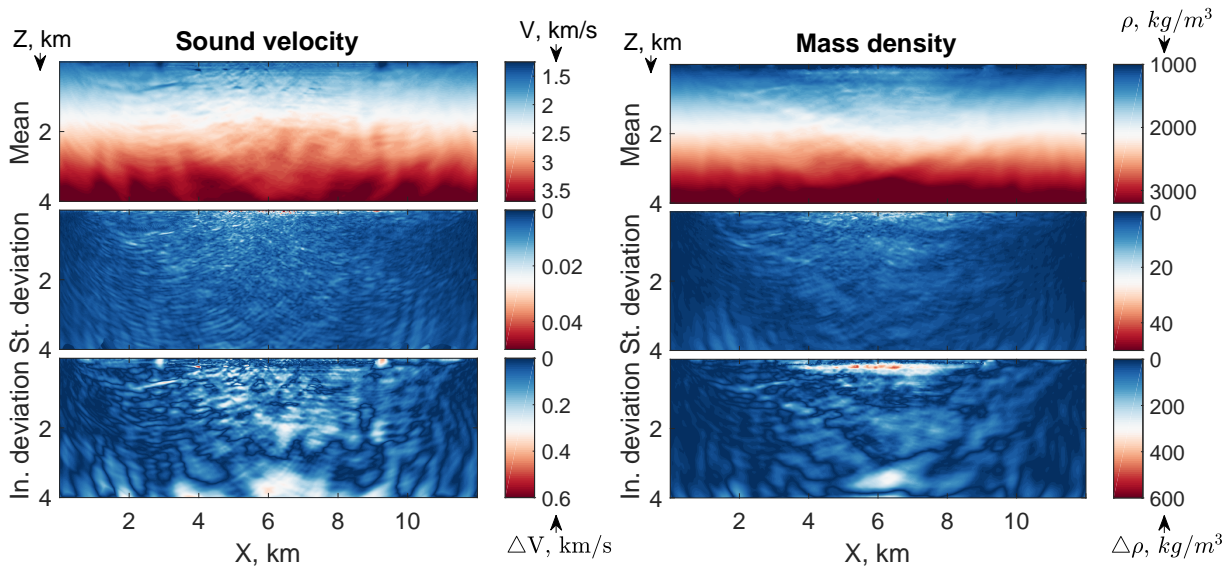 Sound velocity
Z, km
V, km/s
Mean
2
4
1.5
2
2.5
3
3.5
St. deviation
2
4
0
0.02
0.04
In. deviation
2
4
0
0.2
0.4
0.6
2
4
6
8
10
X, km
△V, km/s
Mass density
Z, km
ρ, kg/m³
Mean
2
4
1000
2000
3000
St. deviation
2
4
0
20
40
In. deviation
2
4
0
200
400
600
2
4
6
8
10
X, km
△ρ, kg/m³